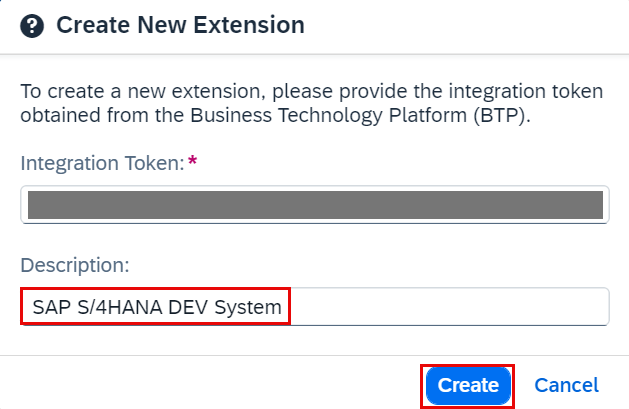 Create New Extension
To create a new extension, please provide the integration token
obtained from the Business Technology Platform (BTP).
Integration Token:*
Description:
SAP S/4HANA DEV System
Create Cancel